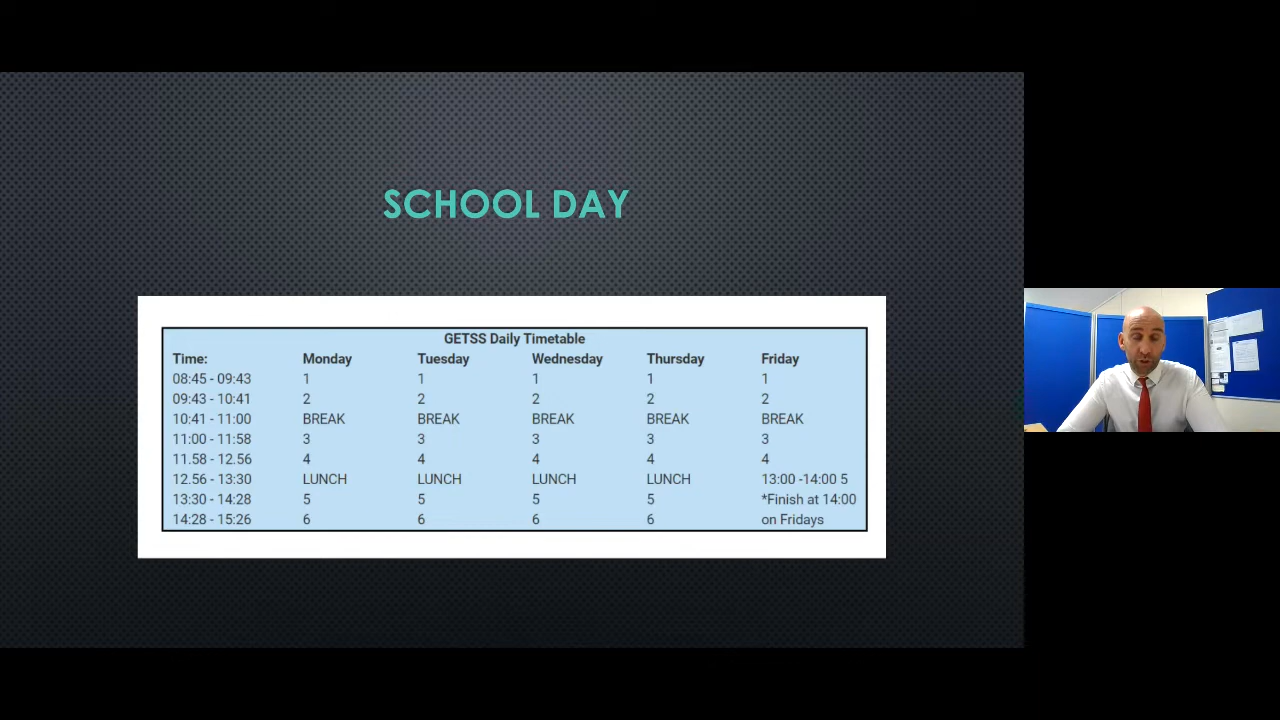 SCHOOL DAY
GETSS Daily Timetable
Time: Monday Tuesday Wednesday Thursday Friday
08:45 - 09:43 1 1 1 1 1
09:43 - 10:41 2 2 2 2 2
10:41 - 11:00 BREAK BREAK BREAK BREAK BREAK
11:00 - 11:58 3 3 3 3 3
11.58 - 12.56 4 4 4 4 4
12.56 - 13:30 LUNCH LUNCH LUNCH LUNCH 13:00 -14:00 5
13:30 - 14:28 5 5 5 5 *Finish at 14:00
14:28 - 15:26 6 6 6 6 on Fridays